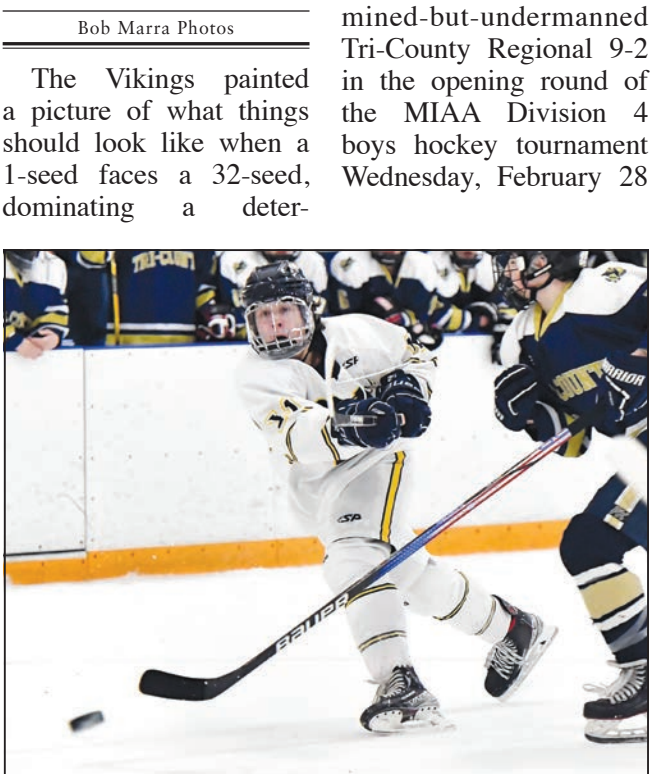 Bob Marra Photos
The Vikings painted
a picture of what things
should look like when a
1-seed faces a 32-seed,
dominating a deter-
mined-but-undermanned
Tri-County Regional 9-2
in the opening round of
the MIAA Division 4
boys hockey tournament
Wednesday, February 28
TRI-COUNTY
COUNTY
WARRIOR
BAUER